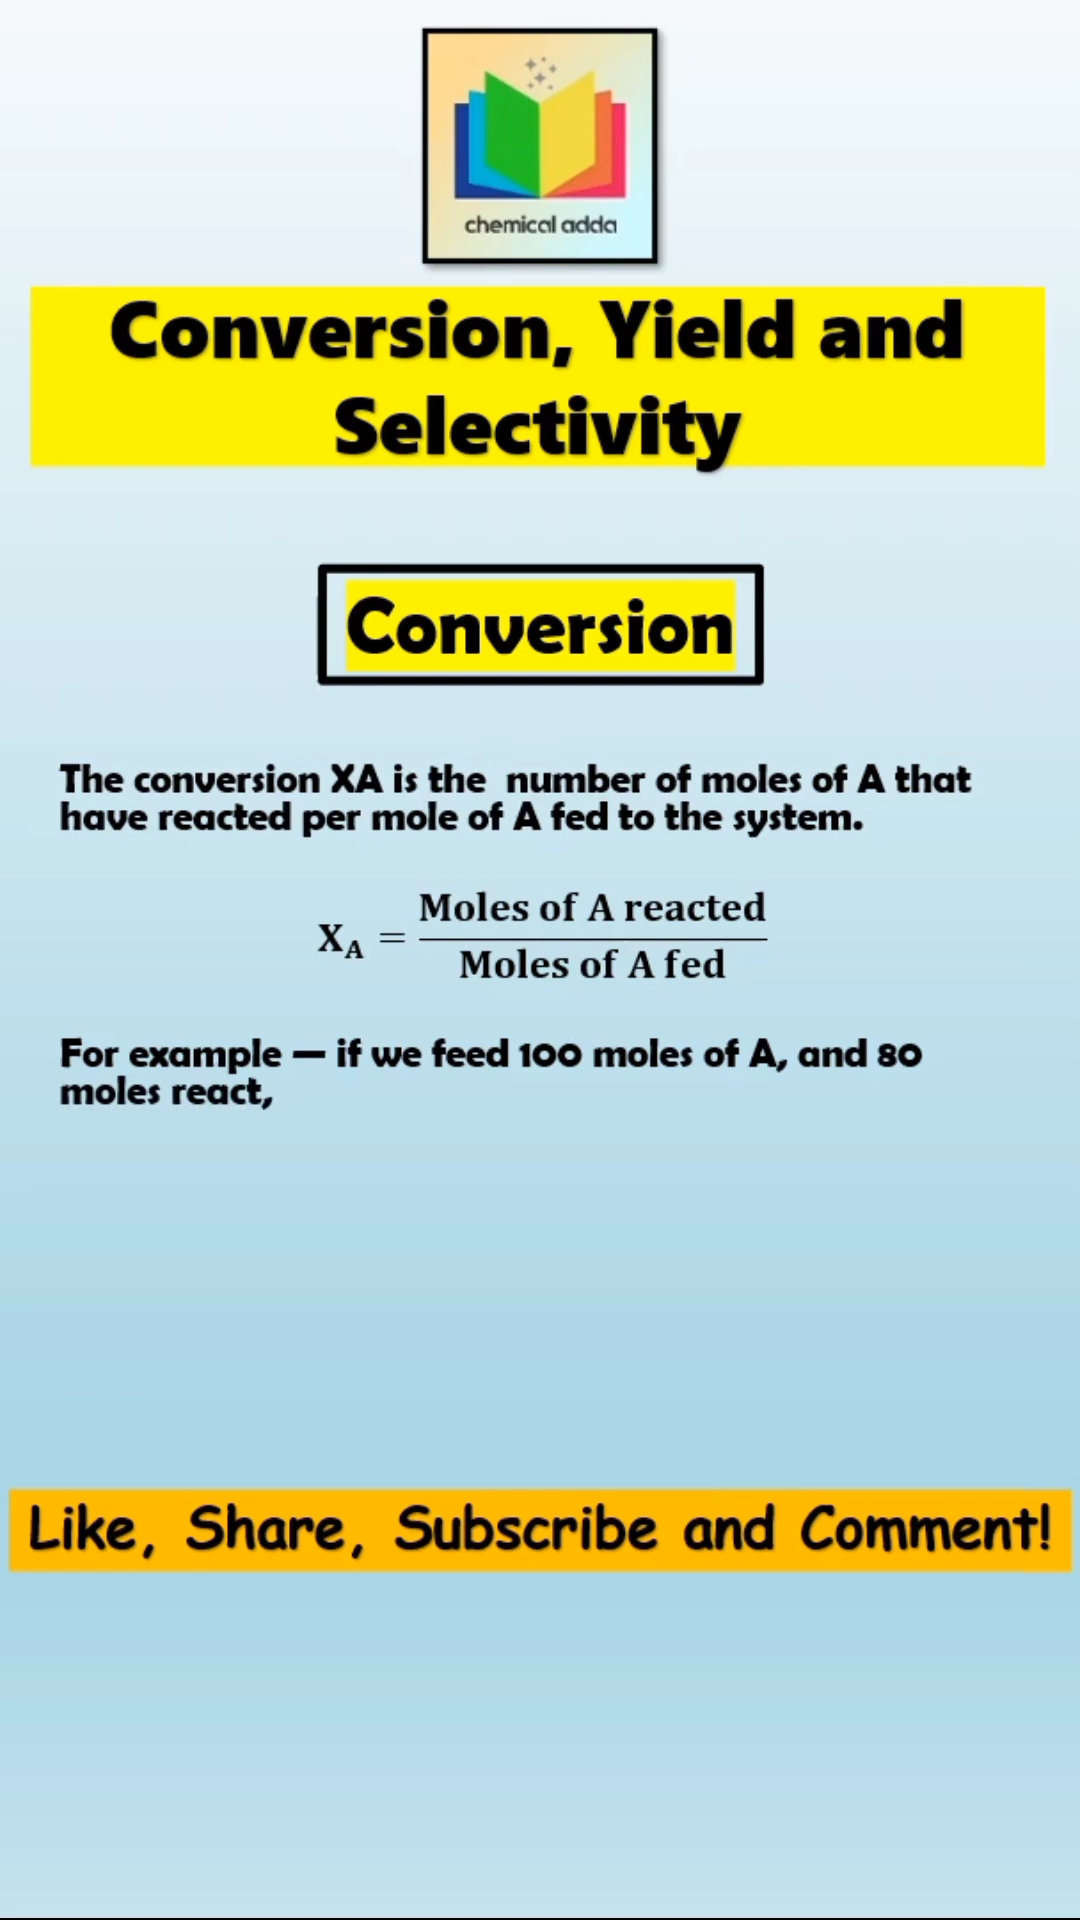 chemical adda
Conversion, Yield and
Selectivity
Conversion
The conversion XA is the number of moles of A that
have reacted per mole of A fed to the system.
X_A = Moles of A reacted / Moles of A fed
For example — if we feed 100 moles of A, and 80
moles react,
Like, Share, Subscribe and Comment!